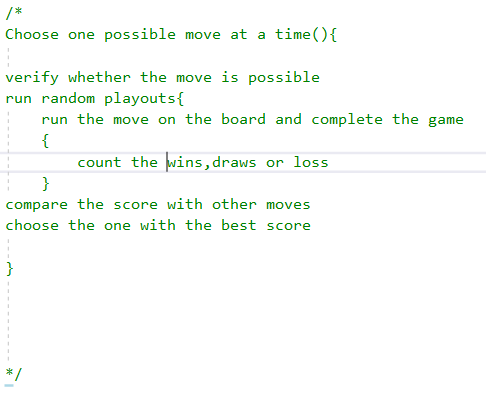 /*
Choose one possible move at a time(){
verify whether the move is possible
run random playouts{
run the move on the board and complete the game
{
count the wins,draws or loss
}
compare the score with other moves
choose the one with the best score
}
*/